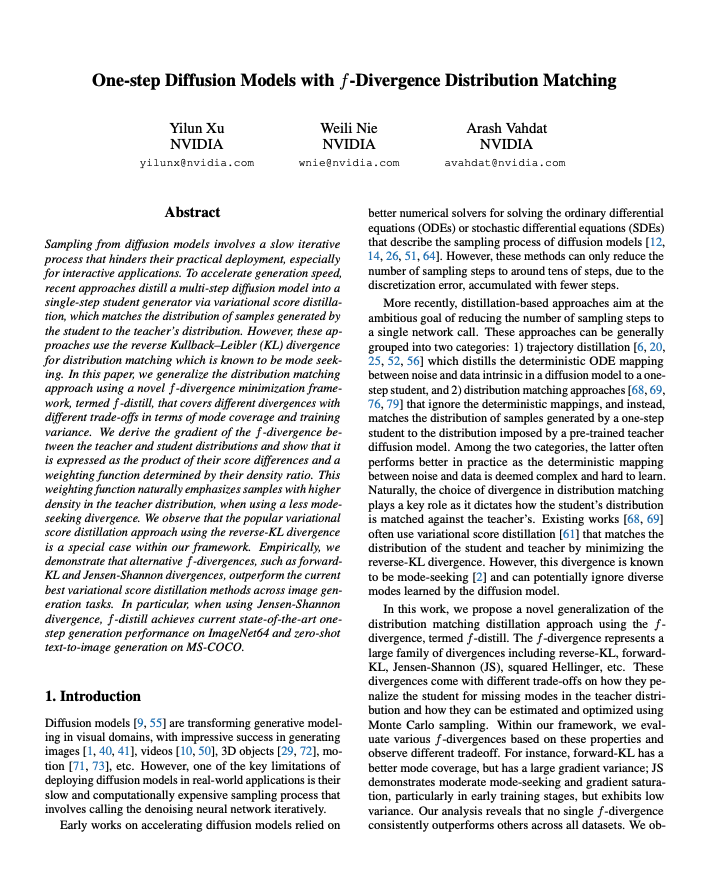 One-step Diffusion Models with f-Divergence Distribution Matching
Yilun Xu
NVIDIA
yilunx@nvidia.com
Weili Nie
NVIDIA
wnie@nvidia.com
Arash Vahdat
NVIDIA
avahdat@nvidia.com
Abstract
Sampling from diffusion models involves a slow iterative
process that hinders their practical deployment, especially
for interactive applications. To accelerate generation speed,
recent approaches distill a multi-step diffusion model into a
single-step student generator via variational score distilla-
tion, which matches the distribution of samples generated by
the student to the teacher's distribution. However, these ap-
proaches use the reverse Kullback–Leibler (KL) divergence
for distribution matching which is known to be mode seek-
ing. In this paper, we generalize the distribution matching
approach using a novel f-divergence minimization frame-
work, termed f-distill, that covers different divergences with
different trade-offs in terms of mode coverage and training
variance. We derive the gradient of the f-divergence be-
tween the teacher and student distributions and show that it
is expressed as the product of their score differences and a
weighting function determined by their density ratio. This
weighting function naturally emphasizes samples with higher
density in the teacher distribution, when using a less mode-
seeking divergence. We observe that the popular variational
score distillation approach using the reverse-KL divergence
is a special case within our framework. Empirically, we
demonstrate that alternative f-divergences, such as forward-
KL and Jensen-Shannon divergences, outperform the current
best variational score distillation methods across image gen-
eration tasks. In particular, when using Jensen-Shannon
divergence, f-distill achieves current state-of-the-art one-
step generation performance on ImageNet64 and zero-shot
text-to-image generation on MS-COCO.
1. Introduction
Diffusion models [9, 55] are transforming generative model-
ing in visual domains, with impressive success in generating
images [1, 40, 41], videos [10, 50], 3D objects [29, 72], mo-
tion [71, 73], etc. However, one of the key limitations of
deploying diffusion models in real-world applications is their
slow and computationally expensive sampling process that
involves calling the denoising neural network iteratively.
Early works on accelerating diffusion models relied on
better numerical solvers for solving the ordinary differential
equations (ODEs) or stochastic differential equations (SDEs)
that describe the sampling process of diffusion models [12,
14, 26, 51, 64]. However, these methods can only reduce the
number of sampling steps to around tens of steps, due to the
discretization error, accumulated with fewer steps.
More recently, distillation-based approaches aim at the
ambitious goal of reducing the number of sampling steps to
a single network call. These approaches can be generally
grouped into two categories: 1) trajectory distillation [6, 20,
25, 52, 56] which distills the deterministic ODE mapping
between noise and data intrinsic in a diffusion model to a one-
step student, and 2) distribution matching approaches [68, 69,
76, 79] that ignore the deterministic mappings, and instead,
matches the distribution of samples generated by a one-step
student to the distribution imposed by a pre-trained teacher
diffusion model. Among the two categories, the latter often
performs better in practice as the deterministic mapping
between noise and data is deemed complex and hard to learn.
Naturally, the choice of divergence in distribution matching
plays a key role as it dictates how the student's distribution
is matched against the teacher's. Existing works [68, 69]
often use variational score distillation [61] that matches the
distribution of the student and teacher by minimizing the
reverse-KL divergence. However, this divergence is known
to be mode-seeking [2] and can potentially ignore diverse
modes learned by the diffusion model.
In this work, we propose a novel generalization of the
distribution matching distillation approach using the f-
divergence, termed f-distill. The f-divergence represents a
large family of divergences including reverse-KL, forward-
KL, Jensen-Shannon (JS), squared Hellinger, etc. These
divergences come with different trade-offs on how they pe-
nalize the student for missing modes in the teacher distri-
bution and how they can be estimated and optimized using
Monte Carlo sampling. Within our framework, we eval-
uate various f-divergences based on these properties and
observe different tradeoff. For instance, forward-KL has a
better mode coverage, but has a large gradient variance; JS
demonstrates moderate mode-seeking and gradient satura-
tion, particularly in early training stages, but exhibits low
variance. Our analysis reveals that no single f-divergence
consistently outperforms others across all datasets. We ob-